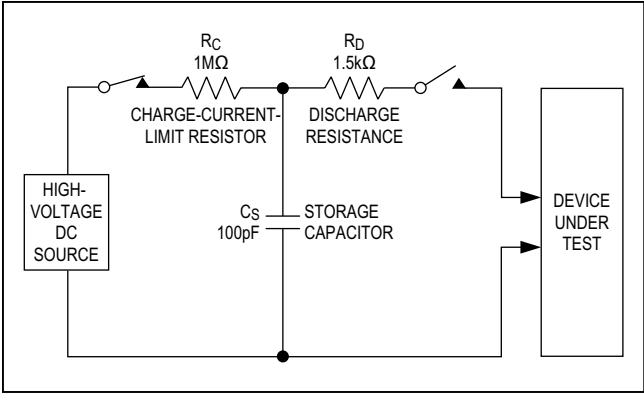 R_C
1MΩ
R_D
1.5kΩ
CHARGE-CURRENT-
LIMIT RESISTOR
DISCHARGE
RESISTANCE
HIGH-
VOLTAGE
DC
SOURCE
C_S
100pF
STORAGE
CAPACITOR
DEVICE
UNDER
TEST